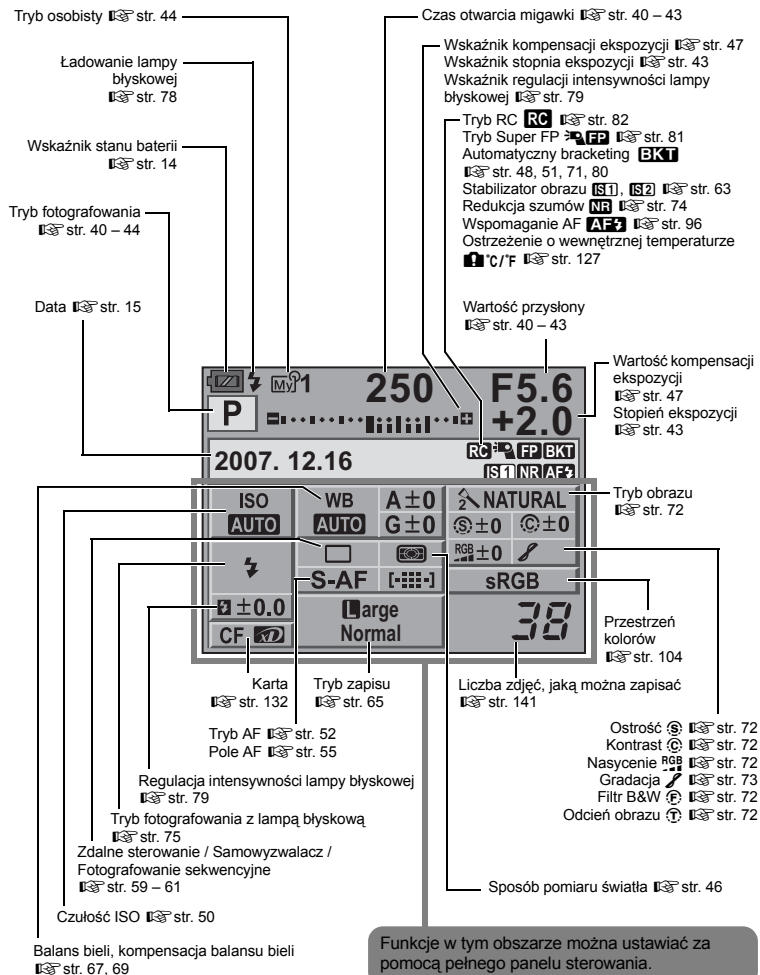 Tryb osobisty ☞ str. 44
Ładowanie lampy
błyskowej
☞ str. 78
Wskaźnik stanu baterii
☞ str. 14
Tryb fotografowania
☞ str. 40 – 44
Data ☞ str. 15
Czas otwarcia migawki ☞ str. 40 – 43
Wskaźnik kompensacji ekspozycji ☞ str. 47
Wskaźnik stopnia ekspozycji ☞ str. 43
Wskaźnik regulacji intensywności lampy
błyskowej ☞ str. 79
Tryb RC RC ☞ str. 82
Tryb Super FP FP ☞ str. 81
Automatyczny bracketing BKT
☞ str. 48, 51, 71, 80
Stabilizator obrazu IS1, IS2 ☞ str. 63
Redukcja szumów NR ☞ str. 74
Wspomaganie AF AF⚡ ☞ str. 96
Ostrzeżenie o wewnętrznej temperaturze
°C/°F ☞ str. 127
Wartość przysłony
☞ str. 40 – 43
Wartość kompensacji
ekspozycji
☞ str. 47
Stopień ekspozycji
☞ str. 43
⚡ My 1 250 F5.6
P +2.0
2007. 12.16 RC FP BKT
IS1 NR AF⚡
ISO WB A±0 2 NATURAL
AUTO AUTO G±0 S±0 C±0
⚡ RGB ±0
S-AF [·:::·] sRGB
±0.0 Large 38
CF xD Normal
Tryb obrazu
☞ str. 72
Przestrzeń
kolorów
☞ str. 104
Karta
☞ str. 132
Tryb zapisu
☞ str. 65
Liczba zdjęć, jaką można zapisać
☞ str. 141
Tryb AF ☞ str. 52
Pole AF ☞ str. 55
Ostrość S ☞ str. 72
Kontrast C ☞ str. 72
Nasycenie RGB ☞ str. 72
Gradacja ☞ str. 73
Filtr B&W F ☞ str. 72
Odcień obrazu T ☞ str. 72
Regulacja intensywności lampy błyskowej
☞ str. 79
Tryb fotografowania z lampą błyskową
☞ str. 75
Zdalne sterowanie / Samowyzwalacz /
Fotografowanie sekwencyjne
☞ str. 59 – 61
Sposób pomiaru światła ☞ str. 46
Czułość ISO ☞ str. 50
Balans bieli, kompensacja balansu bieli
☞ str. 67, 69
Funkcje w tym obszarze można ustawiać za
pomocą pełnego panelu sterowania.